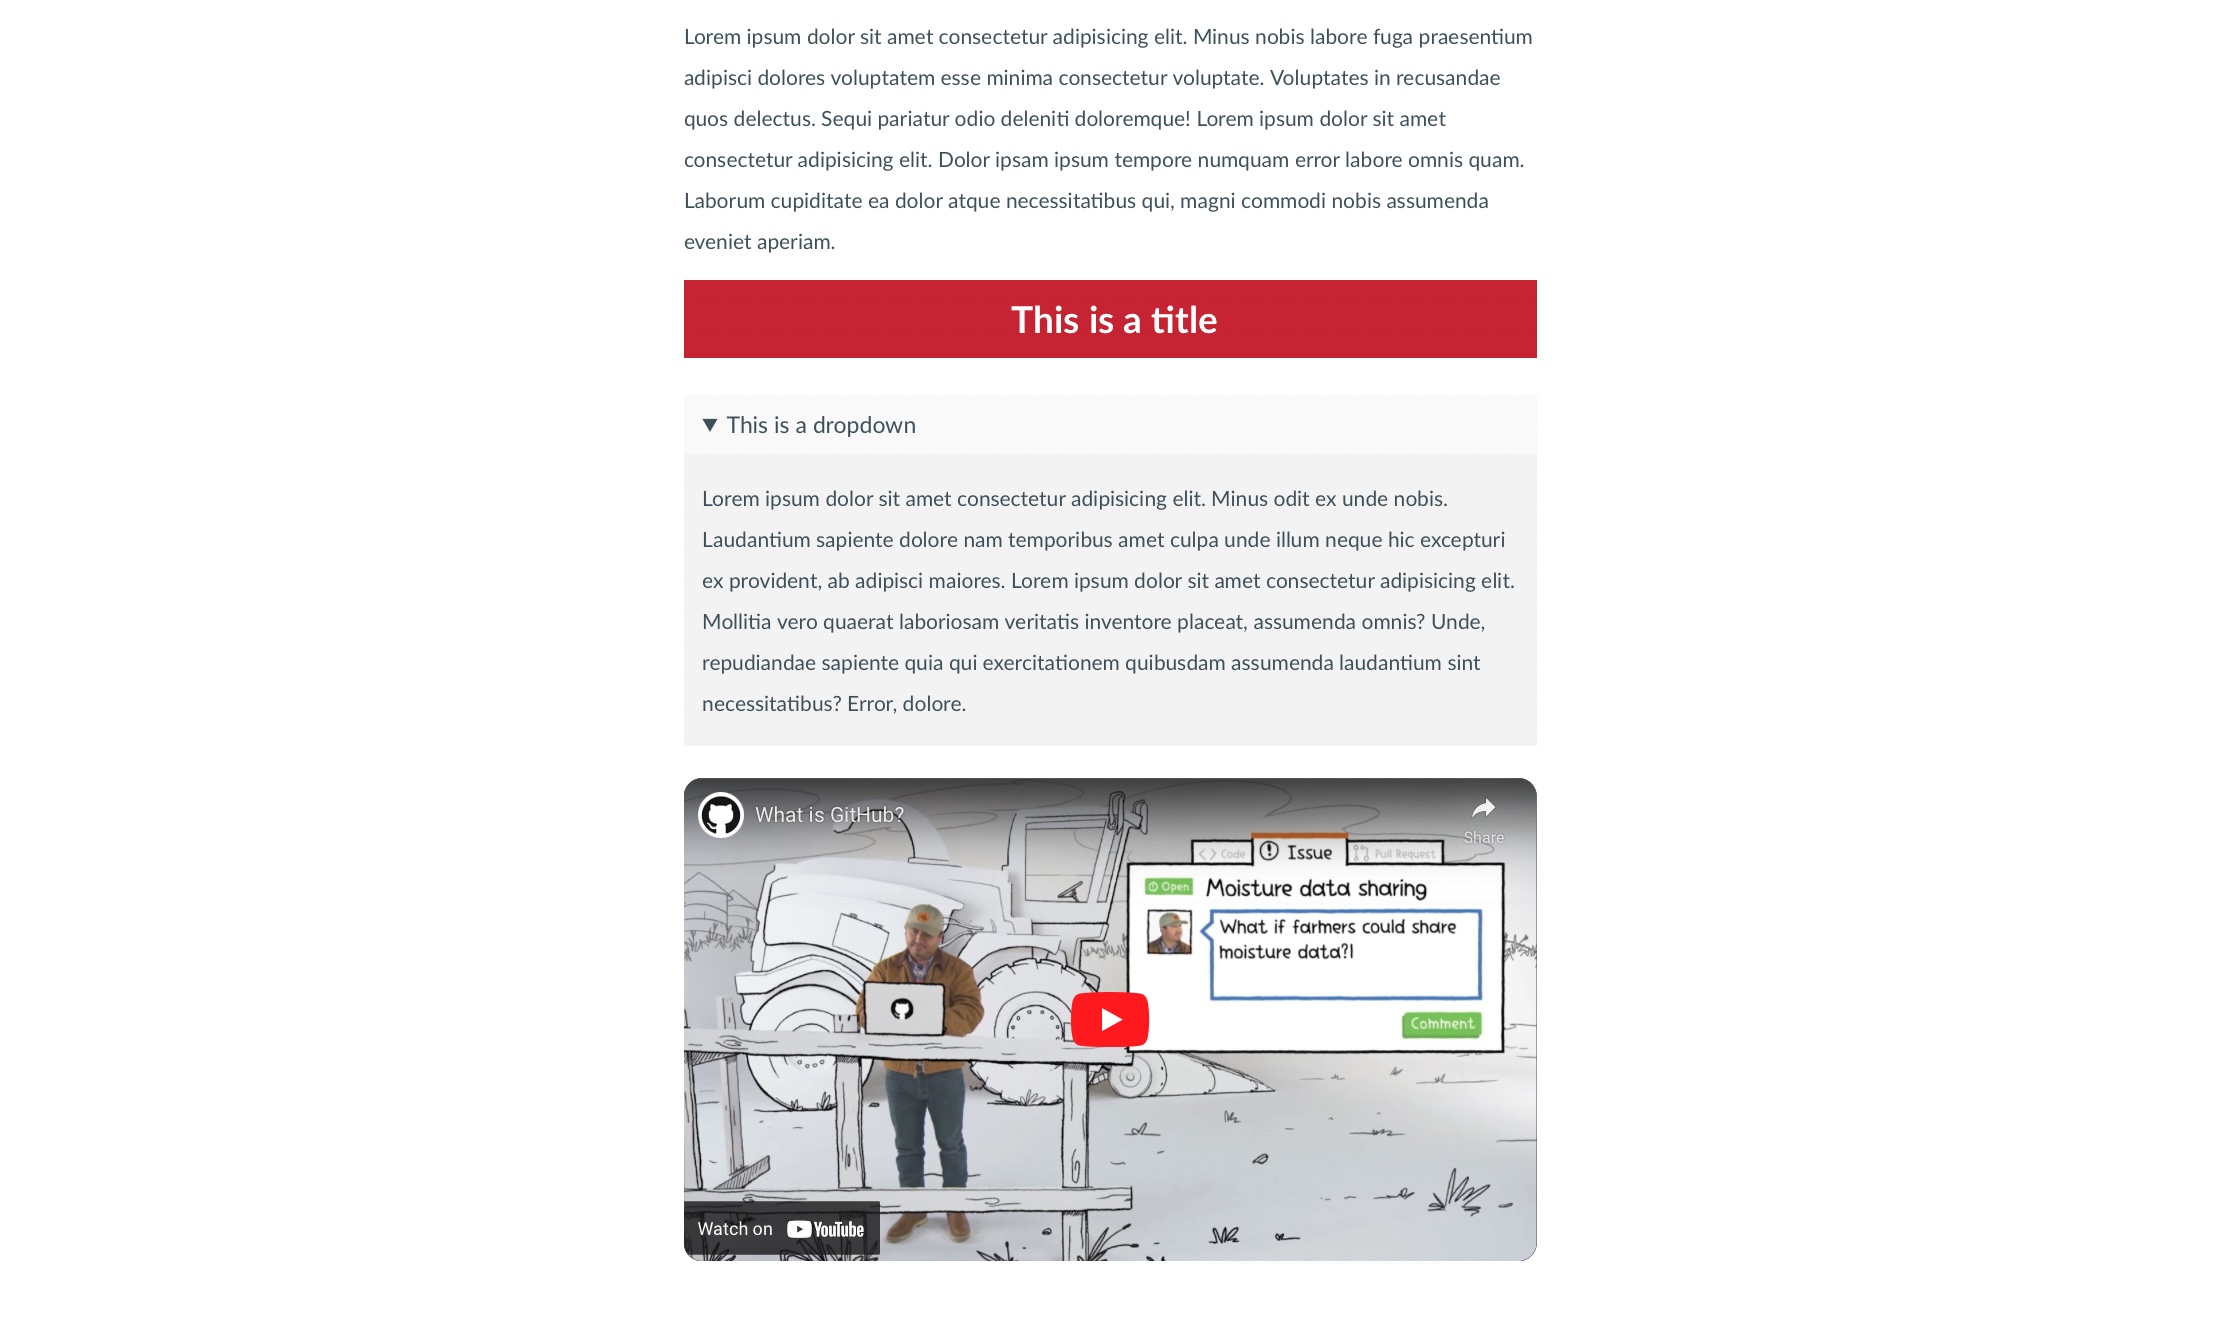 Lorem ipsum dolor sit amet consectetur adipisicing elit. Minus nobis labore fuga praesentium
adipisci dolores voluptatem esse minima consectetur voluptate. Voluptates in recusandae
quos delectus. Sequi pariatur odio deleniti doloremque! Lorem ipsum dolor sit amet
consectetur adipisicing elit. Dolor ipsam ipsum tempore numquam error labore omnis quam.
Laborum cupiditate ea dolor atque necessitatibus qui, magni commodi nobis assumenda
eveniet aperiam.
This is a title
▼ This is a dropdown
Lorem ipsum dolor sit amet consectetur adipisicing elit. Minus odit ex unde nobis.
Laudantium sapiente dolore nam temporibus amet culpa unde illum neque hic excepturi
ex provident, ab adipisci maiores. Lorem ipsum dolor sit amet consectetur adipisicing elit.
Mollitia vero quaerat laboriosam veritatis inventore placeat, assumenda omnis? Unde,
repudiandae sapiente quia qui exercitationem quibusdam assumenda laudantium sint
necessitatibus? Error, dolore.
What is GitHub?
Share
<> Code
Issue
Pull Request
Open
Moisture data sharing
What if farmers could share
moisture data?|
Comment
Watch on YouTube